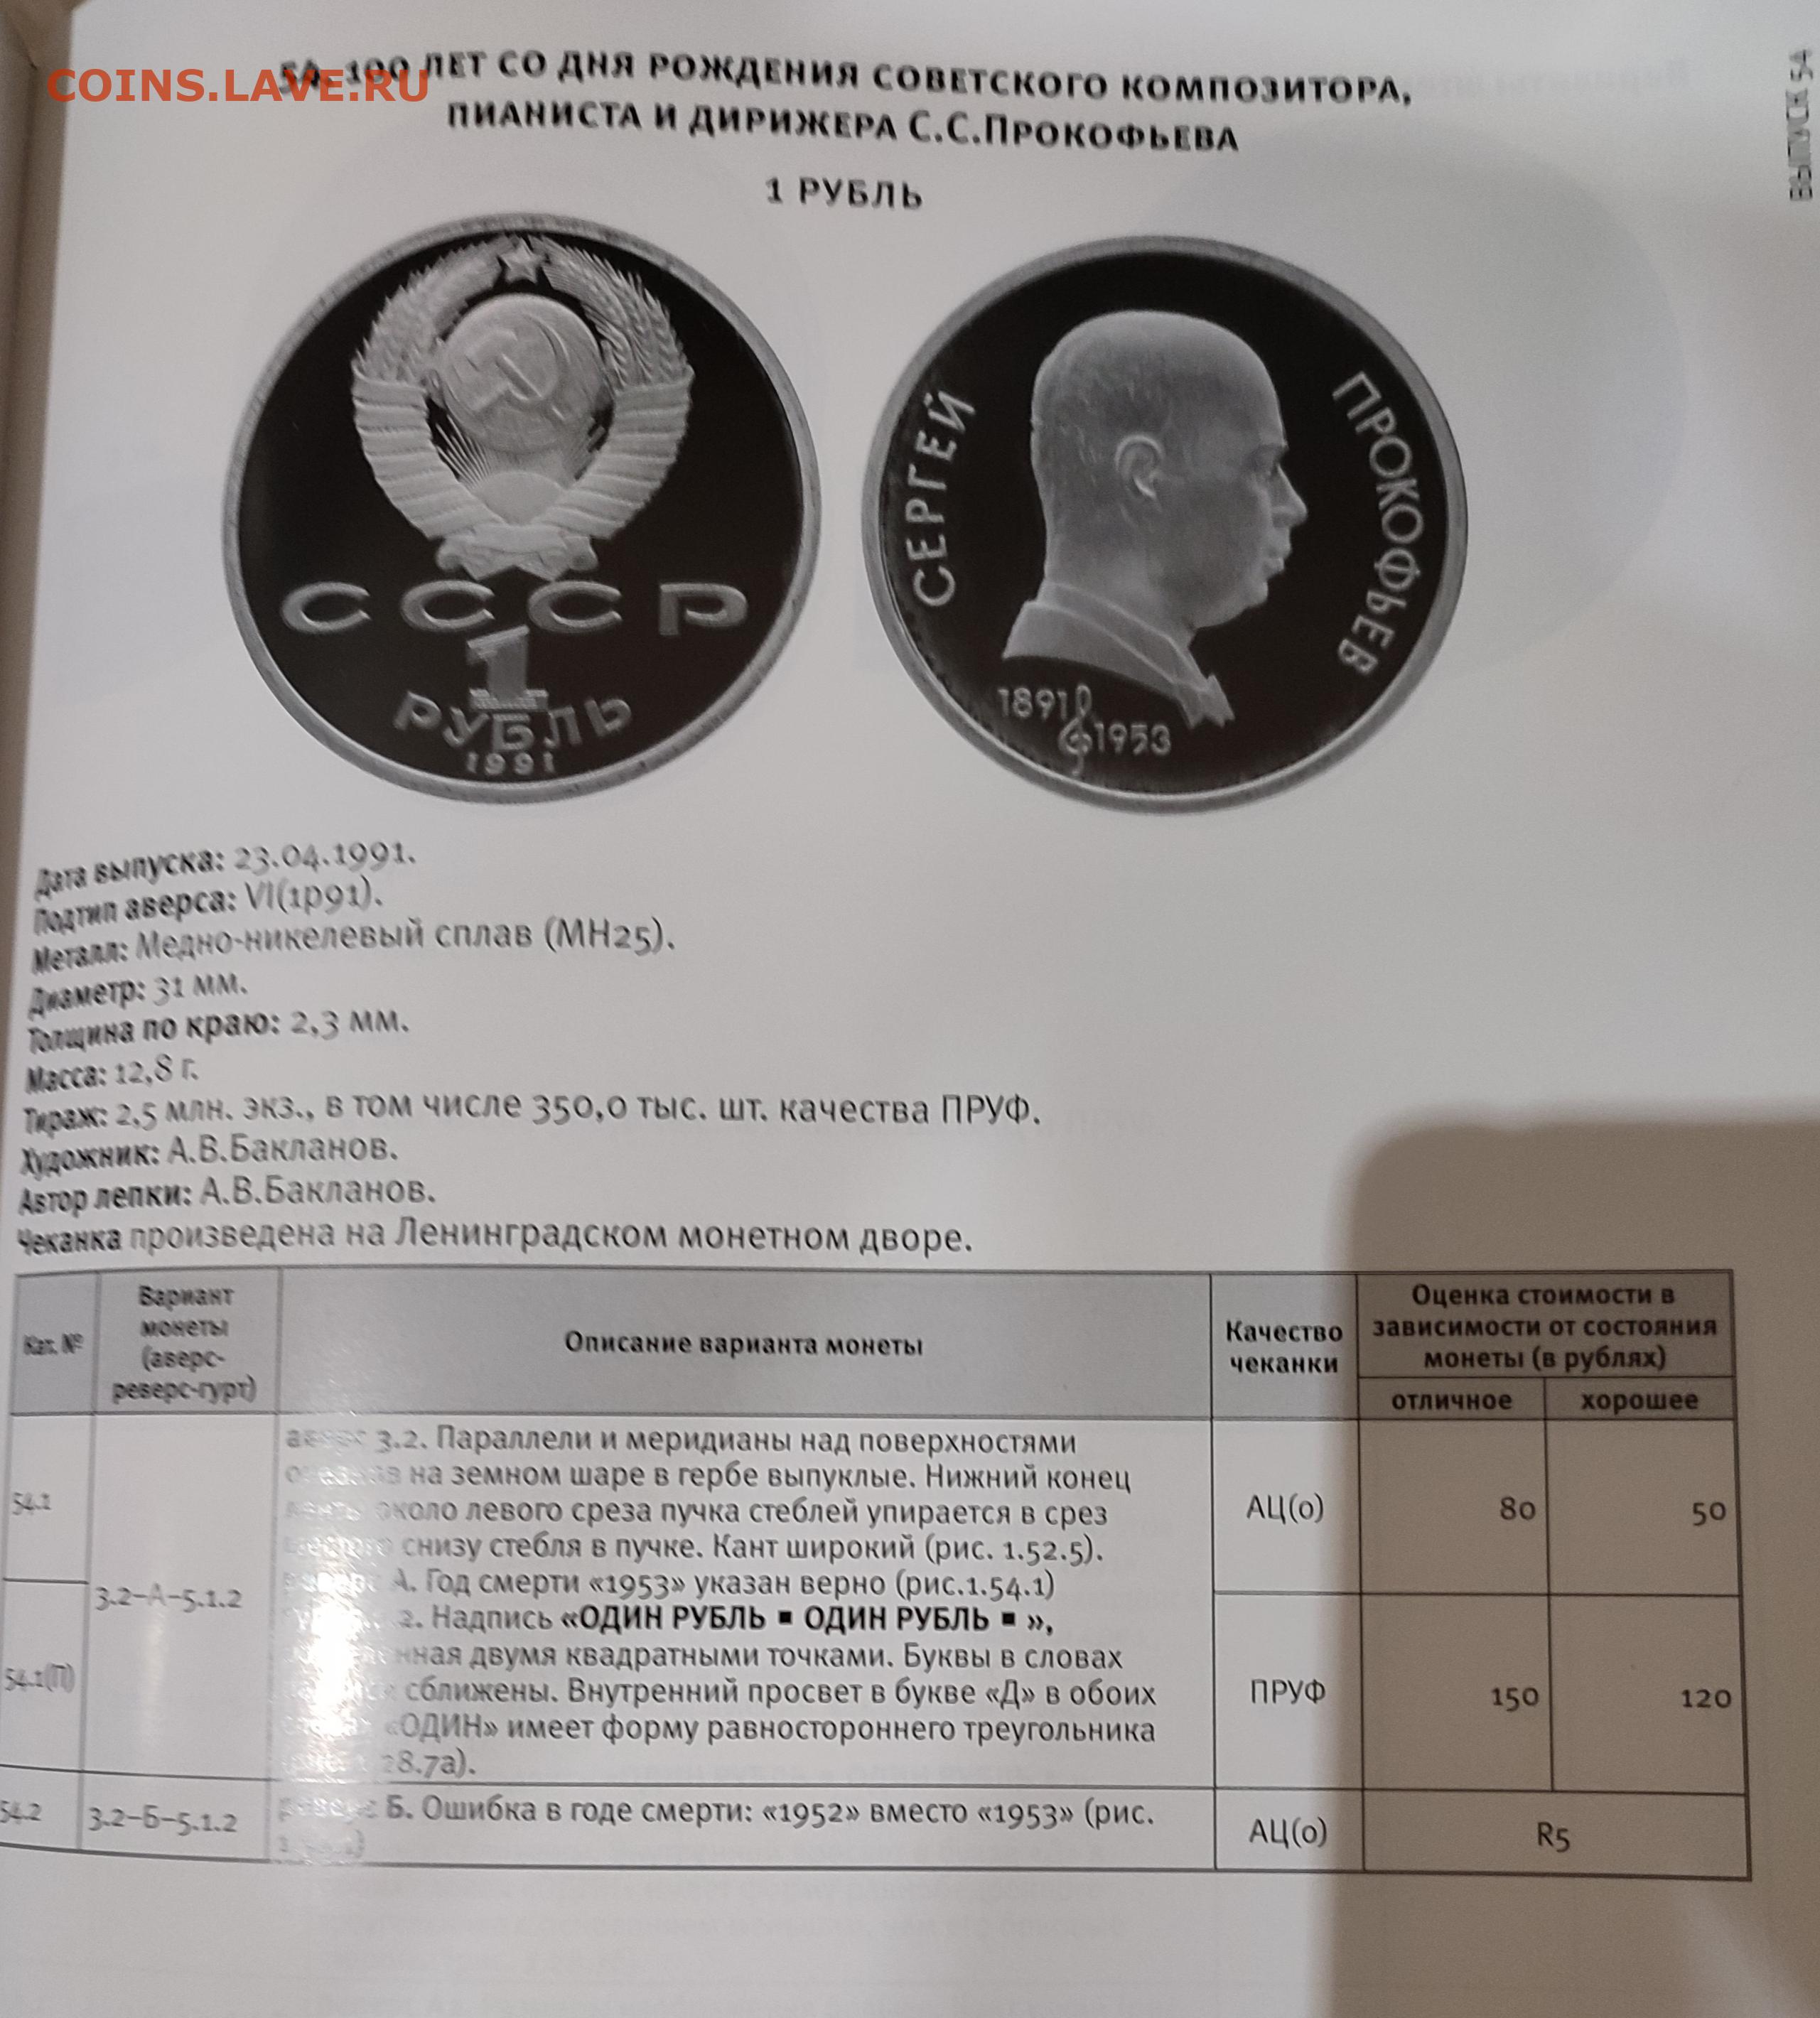 COINS.LAVE.RU
54. 100 ЛЕТ СО ДНЯ РОЖДЕНИЯ СОВЕТСКОГО КОМПОЗИТОРА,
ПИАНИСТА И ДИРИЖЕРА С.С.ПРОКОФЬЕВА
ВЫПУСК 54
1 РУБЛЬ
СССР
1
РУБЛЬ
1991
СЕРГЕЙ
ПРОКОФЬЕВ
1891
1953
Дата выпуска: 23.04.1991.
Подтип аверса: VI(1р91).
Металл: Медно-никелевый сплав (МН25).
Диаметр: 31 мм.
Толщина по краю: 2,3 мм.
Масса: 12,8 г.
Тираж: 2,5 млн. экз., в том числе 350,0 тыс. шт. качества ПРУФ.
Художник: А.В.Бакланов.
Автор лепки: А.В.Бакланов.
Чеканка произведена на Ленинградском монетном дворе.
Кат. №
Вариант
монеты
(аверс-
реверс-гурт)
Описание варианта монеты
Качество
чеканки
Оценка стоимости в
зависимости от состояния
монеты (в рублях)
отличное
хорошее
54.1
54.1(П)
3.2–А–5.1.2
аверс 3.2. Параллели и меридианы над поверхностями
на земном шаре в гербе выпуклые. Нижний конец
около левого среза пучка стеблей упирается в срез
снизу стебля в пучке. Кант широкий (рис. 1.52.5).
А. Год смерти «1953» указан верно (рис.1.54.1)
Надпись «ОДИН РУБЛЬ ▪ ОДИН РУБЛЬ ▪ »,
двумя квадратными точками. Буквы в словах
сближены. Внутренний просвет в букве «Д» в обоих
«ОДИН» имеет форму равностороннего треугольника
28.7а).
АЦ(о)
80
50
ПРУФ
150
120
54.2
3.2–Б–5.1.2
реверс Б. Ошибка в годе смерти: «1952» вместо «1953» (рис.
АЦ(о)
R5